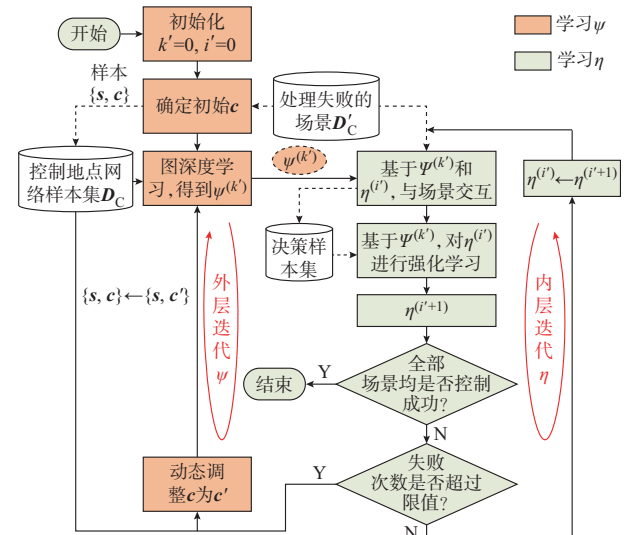 开始
初始化
k′=0, i′=0
学习ψ
学习η
样本
{s, c}
确定初始c
处理失败的
场景D′C
控制地点网
络样本集DC
图深度学
习,得到ψ(k′)
ψ(k′)
基于Ψ(k′)和
η(i′),与场景交互
η(i′)←η(i′+1)
决策样
本集
基于Ψ(k′),对η(i′)
进行强化学习
{s, c}←{s, c′}
外层迭代ψ
内层迭代η
η(i′+1)
全部
场景均是否控制
成功?
Y
结束
N
失败
次数是否超过
限值?
Y
动态调
整c为c′
N